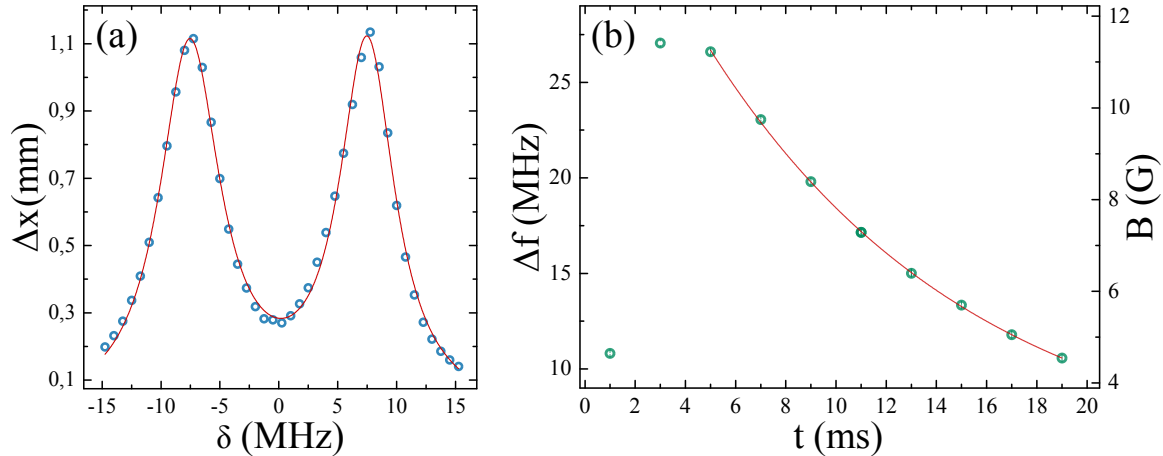 (a)
1,1
0,9
0,7
0,5
0,3
0,1
Δx(mm)
-15 -10 -5 0 5 10 15
δ (MHz)
(b)
25
20
15
10
Δf (MHz)
12
10
8
6
4
B (G)
0 2 4 6 8 10 12 14 16 18 20
t (ms)